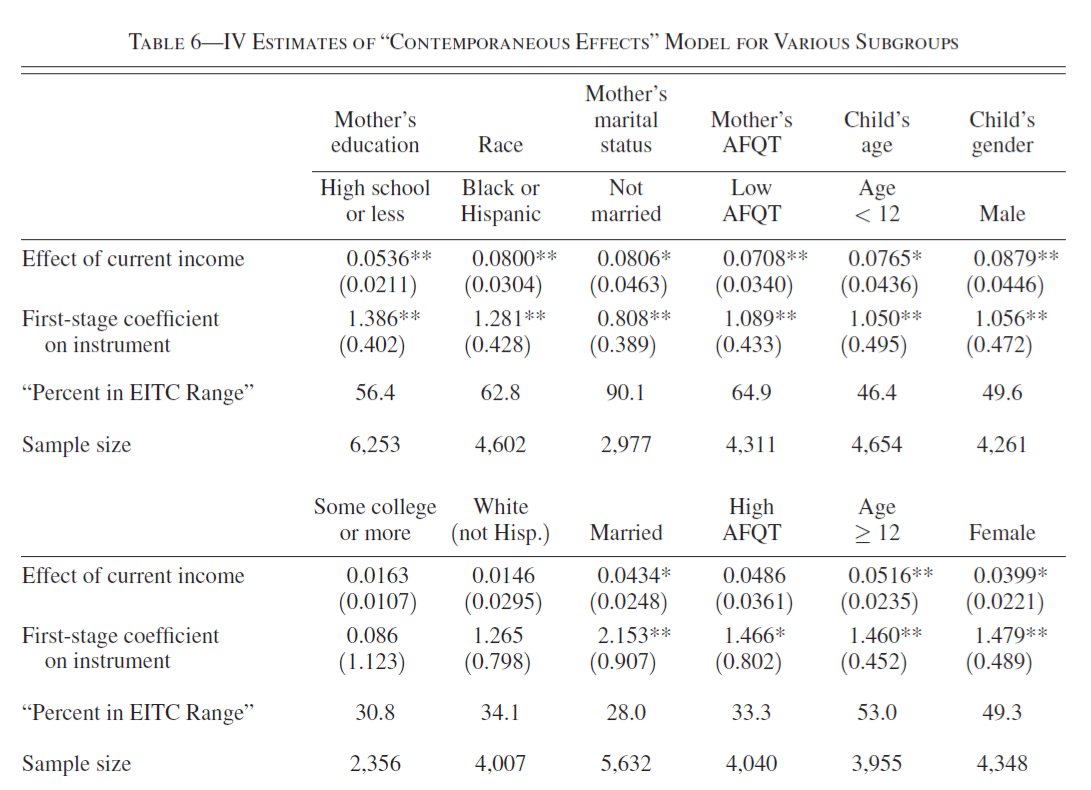 TABLE 6—IV ESTIMATES OF “CONTEMPORANEOUS EFFECTS” MODEL FOR VARIOUS SUBGROUPS
Mother’s education Race Mother’s marital status Mother’s AFQT Child’s age Child’s gender
High school or less Black or Hispanic Not married Low AFQT Age < 12 Male
Effect of current income 0.0536** 0.0800** 0.0806* 0.0708** 0.0765* 0.0879**
(0.0211) (0.0304) (0.0463) (0.0340) (0.0436) (0.0446)
First-stage coefficient 1.386** 1.281** 0.808** 1.089** 1.050** 1.056**
on instrument (0.402) (0.428) (0.389) (0.433) (0.495) (0.472)
“Percent in EITC Range” 56.4 62.8 90.1 64.9 46.4 49.6
Sample size 6,253 4,602 2,977 4,311 4,654 4,261
Some college or more White (not Hisp.) Married High AFQT Age ≥ 12 Female
Effect of current income 0.0163 0.0146 0.0434* 0.0486 0.0516** 0.0399*
(0.0107) (0.0295) (0.0248) (0.0361) (0.0235) (0.0221)
First-stage coefficient 0.086 1.265 2.153** 1.466* 1.460** 1.479**
on instrument (1.123) (0.798) (0.907) (0.802) (0.452) (0.489)
“Percent in EITC Range” 30.8 34.1 28.0 33.3 53.0 49.3
Sample size 2,356 4,007 5,632 4,040 3,955 4,348